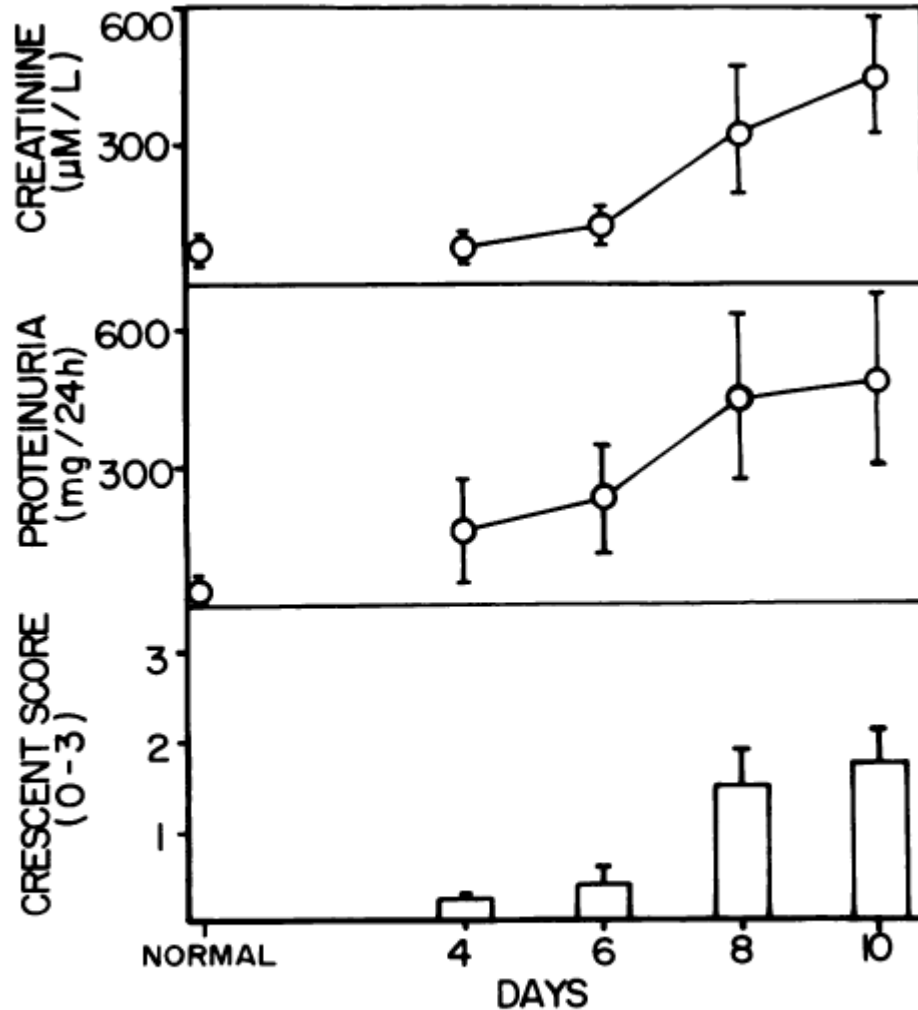 CREATININE
(µM/L)
600
300
PROTEINURIA
(mg/24h)
600
300
CRESCENT SCORE
(0-3)
3
2
1
NORMAL 4 6 8 10
DAYS